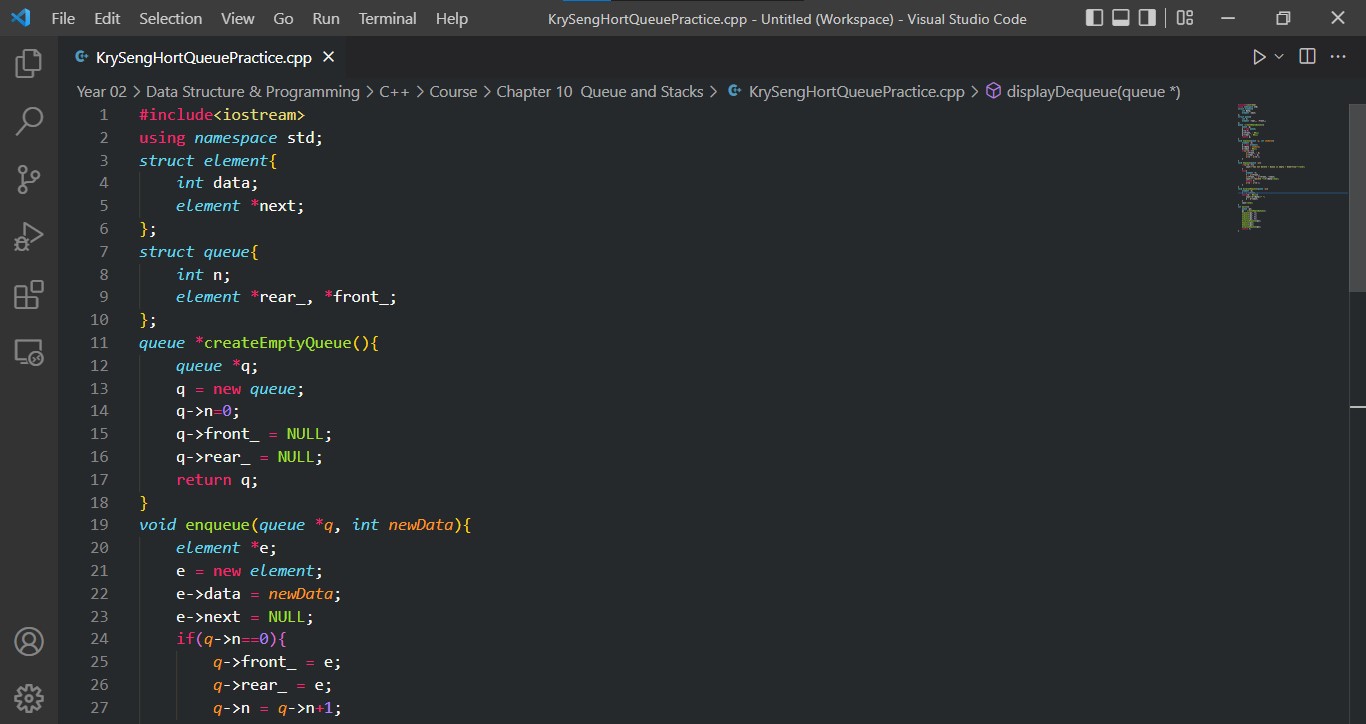 File Edit Selection View Go Run Terminal Help KrySengHortQueuePractice.cpp - Untitled (Workspace) - Visual Studio Code
KrySengHortQueuePractice.cpp
Year 02 > Data Structure & Programming > C++ > Course > Chapter 10 Queue and Stacks > KrySengHortQueuePractice.cpp > displayDequeue(queue *)
1 #include<iostream>
2 using namespace std;
3 struct element{
4 int data;
5 element *next;
6 };
7 struct queue{
8 int n;
9 element *rear_, *front_;
10 };
11 queue *createEmptyQueue(){
12 queue *q;
13 q = new queue;
14 q->n=0;
15 q->front_ = NULL;
16 q->rear_ = NULL;
17 return q;
18 }
19 void enqueue(queue *q, int newData){
20 element *e;
21 e = new element;
22 e->data = newData;
23 e->next = NULL;
24 if(q->n==0){
25 q->front_ = e;
26 q->rear_ = e;
27 q->n = q->n+1;